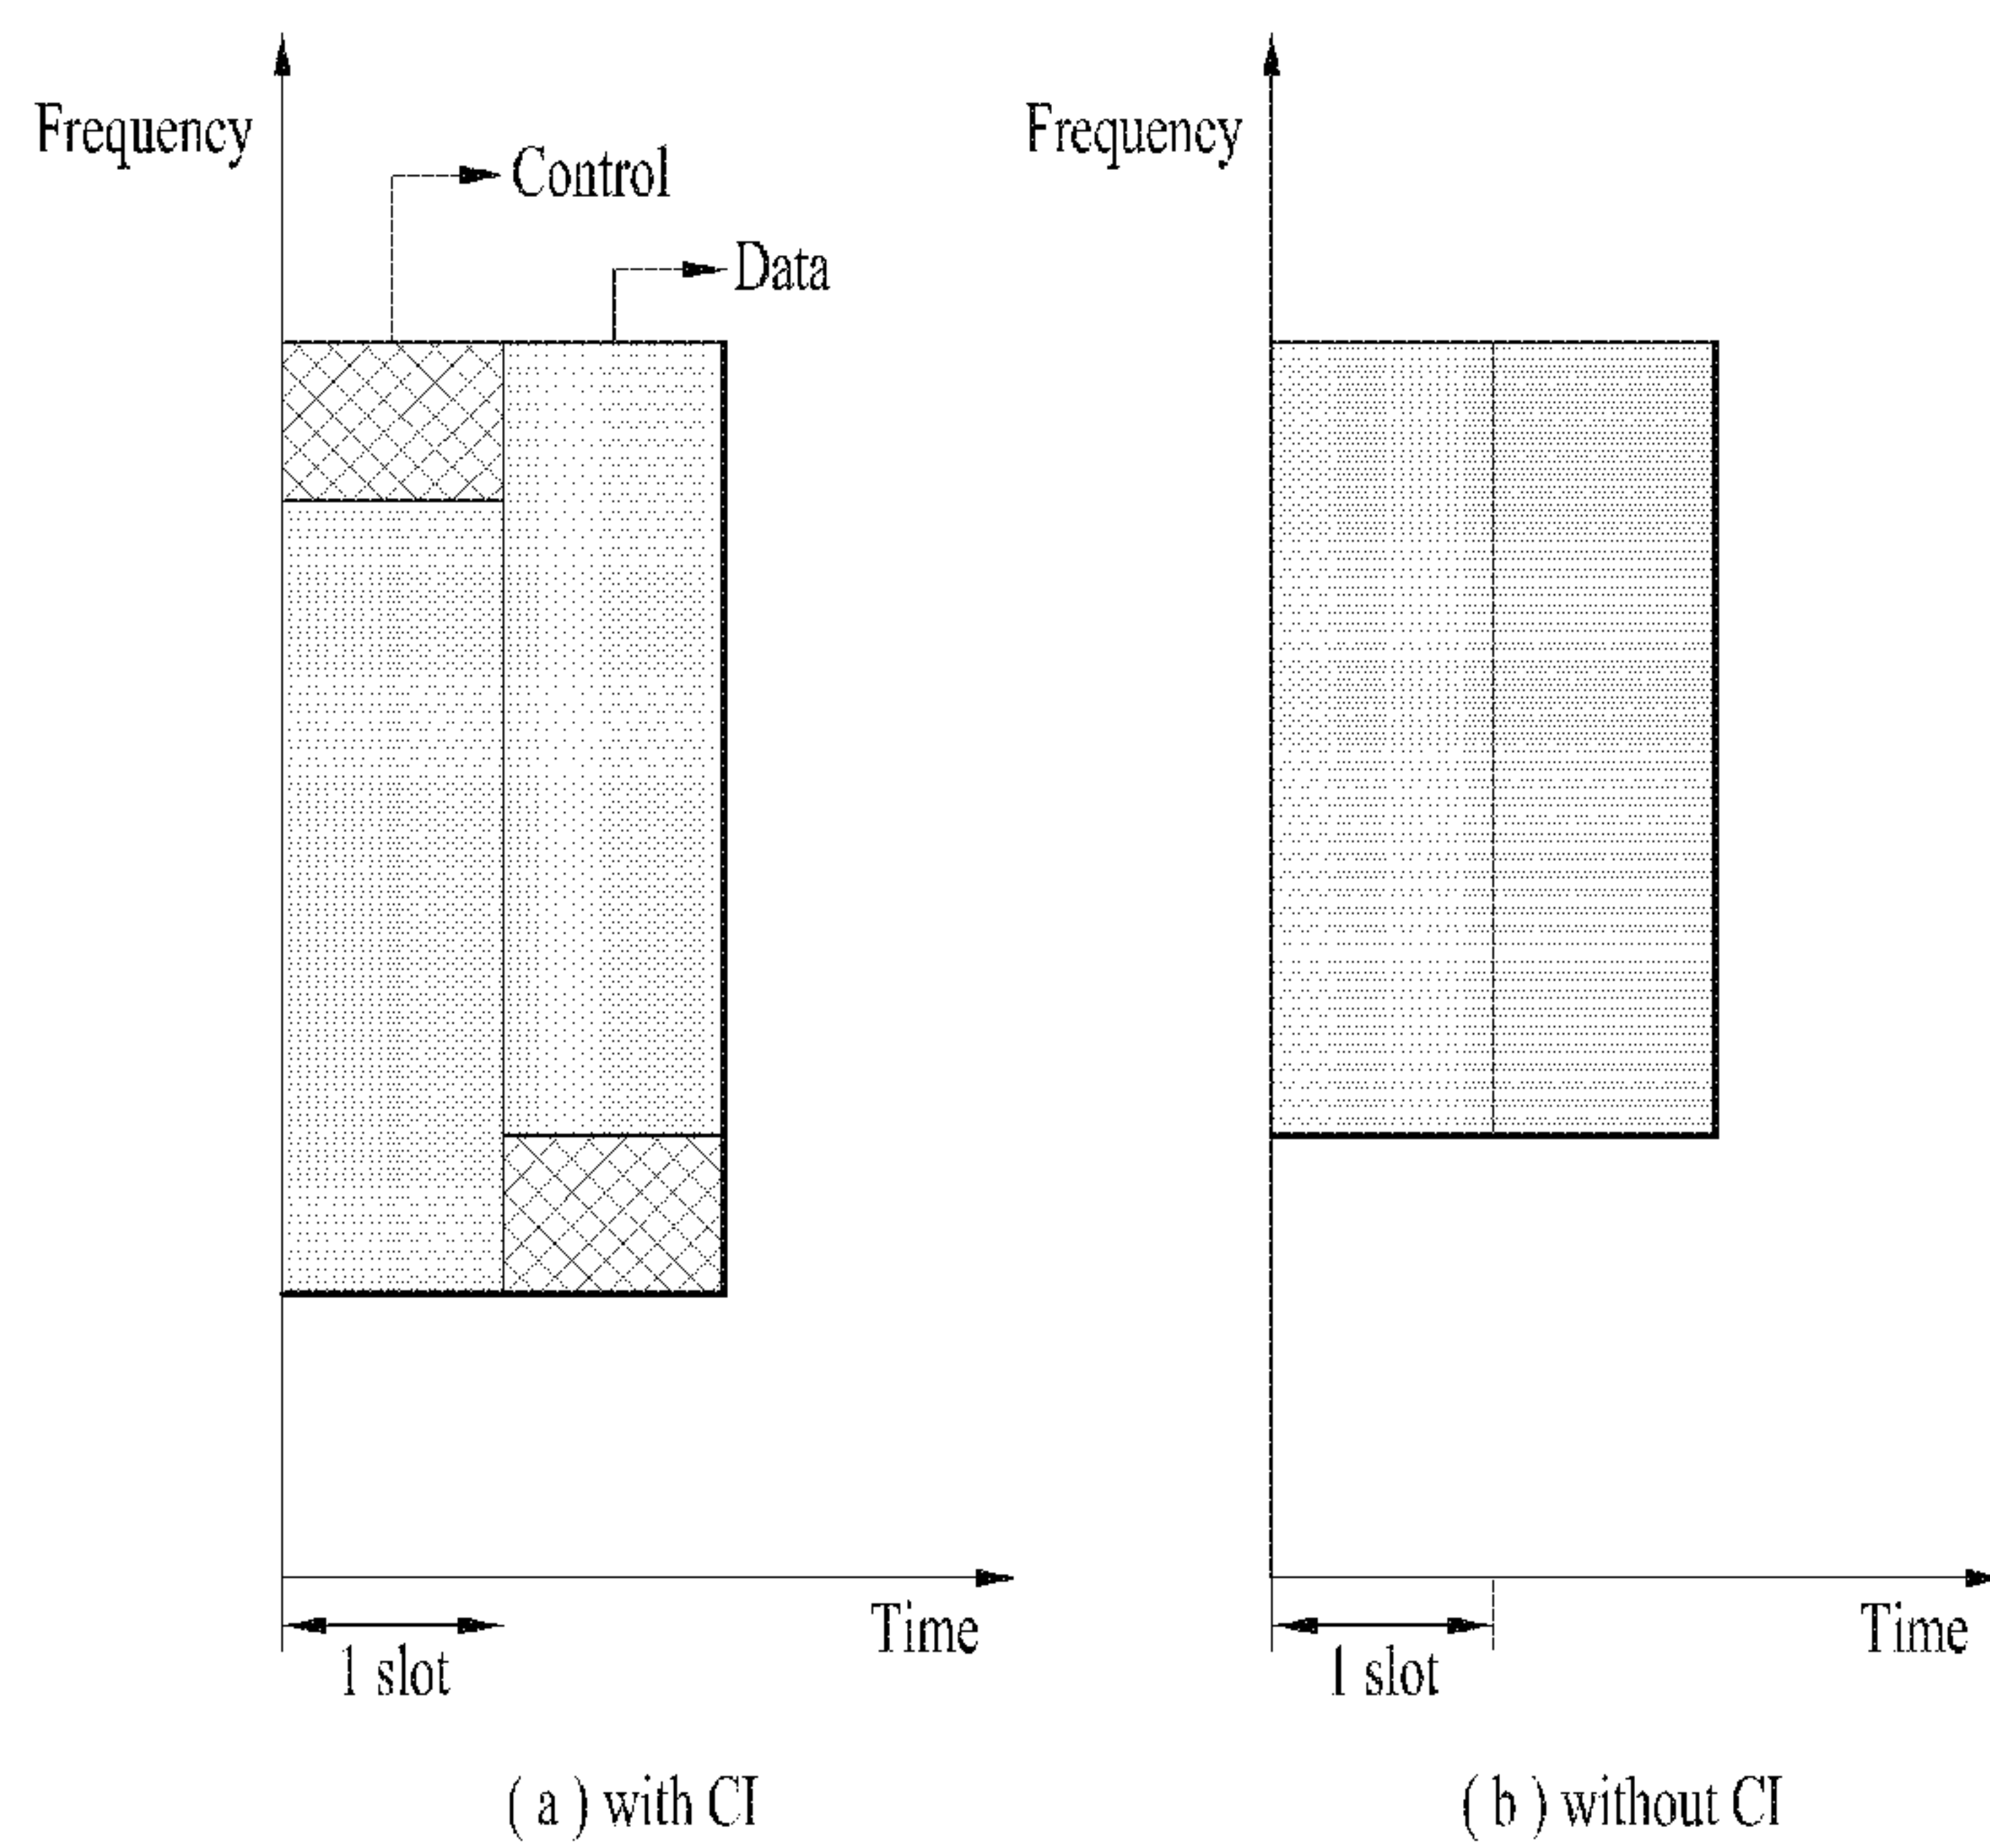 Frequency
Control
Data
Time
1 slot
( a ) with CI
Frequency
Time
1 slot
( b ) without CI